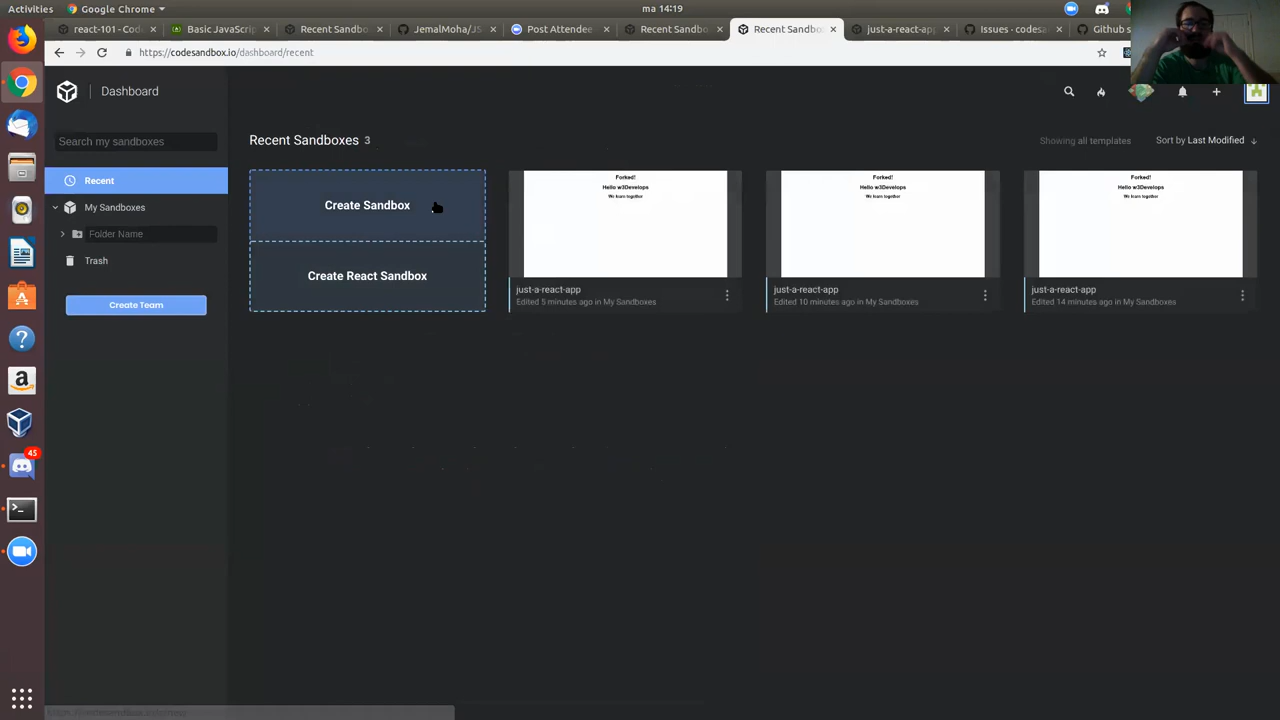 Activities
Google Chrome
ma 14:19
react-101 - Cod
Basic JavaScrip
Recent Sandbo
JemalMoha/JS
Post Attendee
Recent Sandbo
Recent Sandbo
just-a-react-app
Issues - codesa
Github s
https://codesandbox.io/dashboard/recent
Dashboard
Search my sandboxes
Recent
My Sandboxes
Folder Name
Trash
Create Team
Recent Sandboxes 3
Showing all templates
Sort by Last Modified
Create Sandbox
Create React Sandbox
Forked!
Hello w3Develops
We learn together
just-a-react-app
Edited 5 minutes ago in My Sandboxes
Forked!
Hello w3Develops
We learn together
just-a-react-app
Edited 10 minutes ago in My Sandboxes
Forked!
Hello w3Develops
We learn together
just-a-react-app
Edited 14 minutes ago in My Sandboxes
45